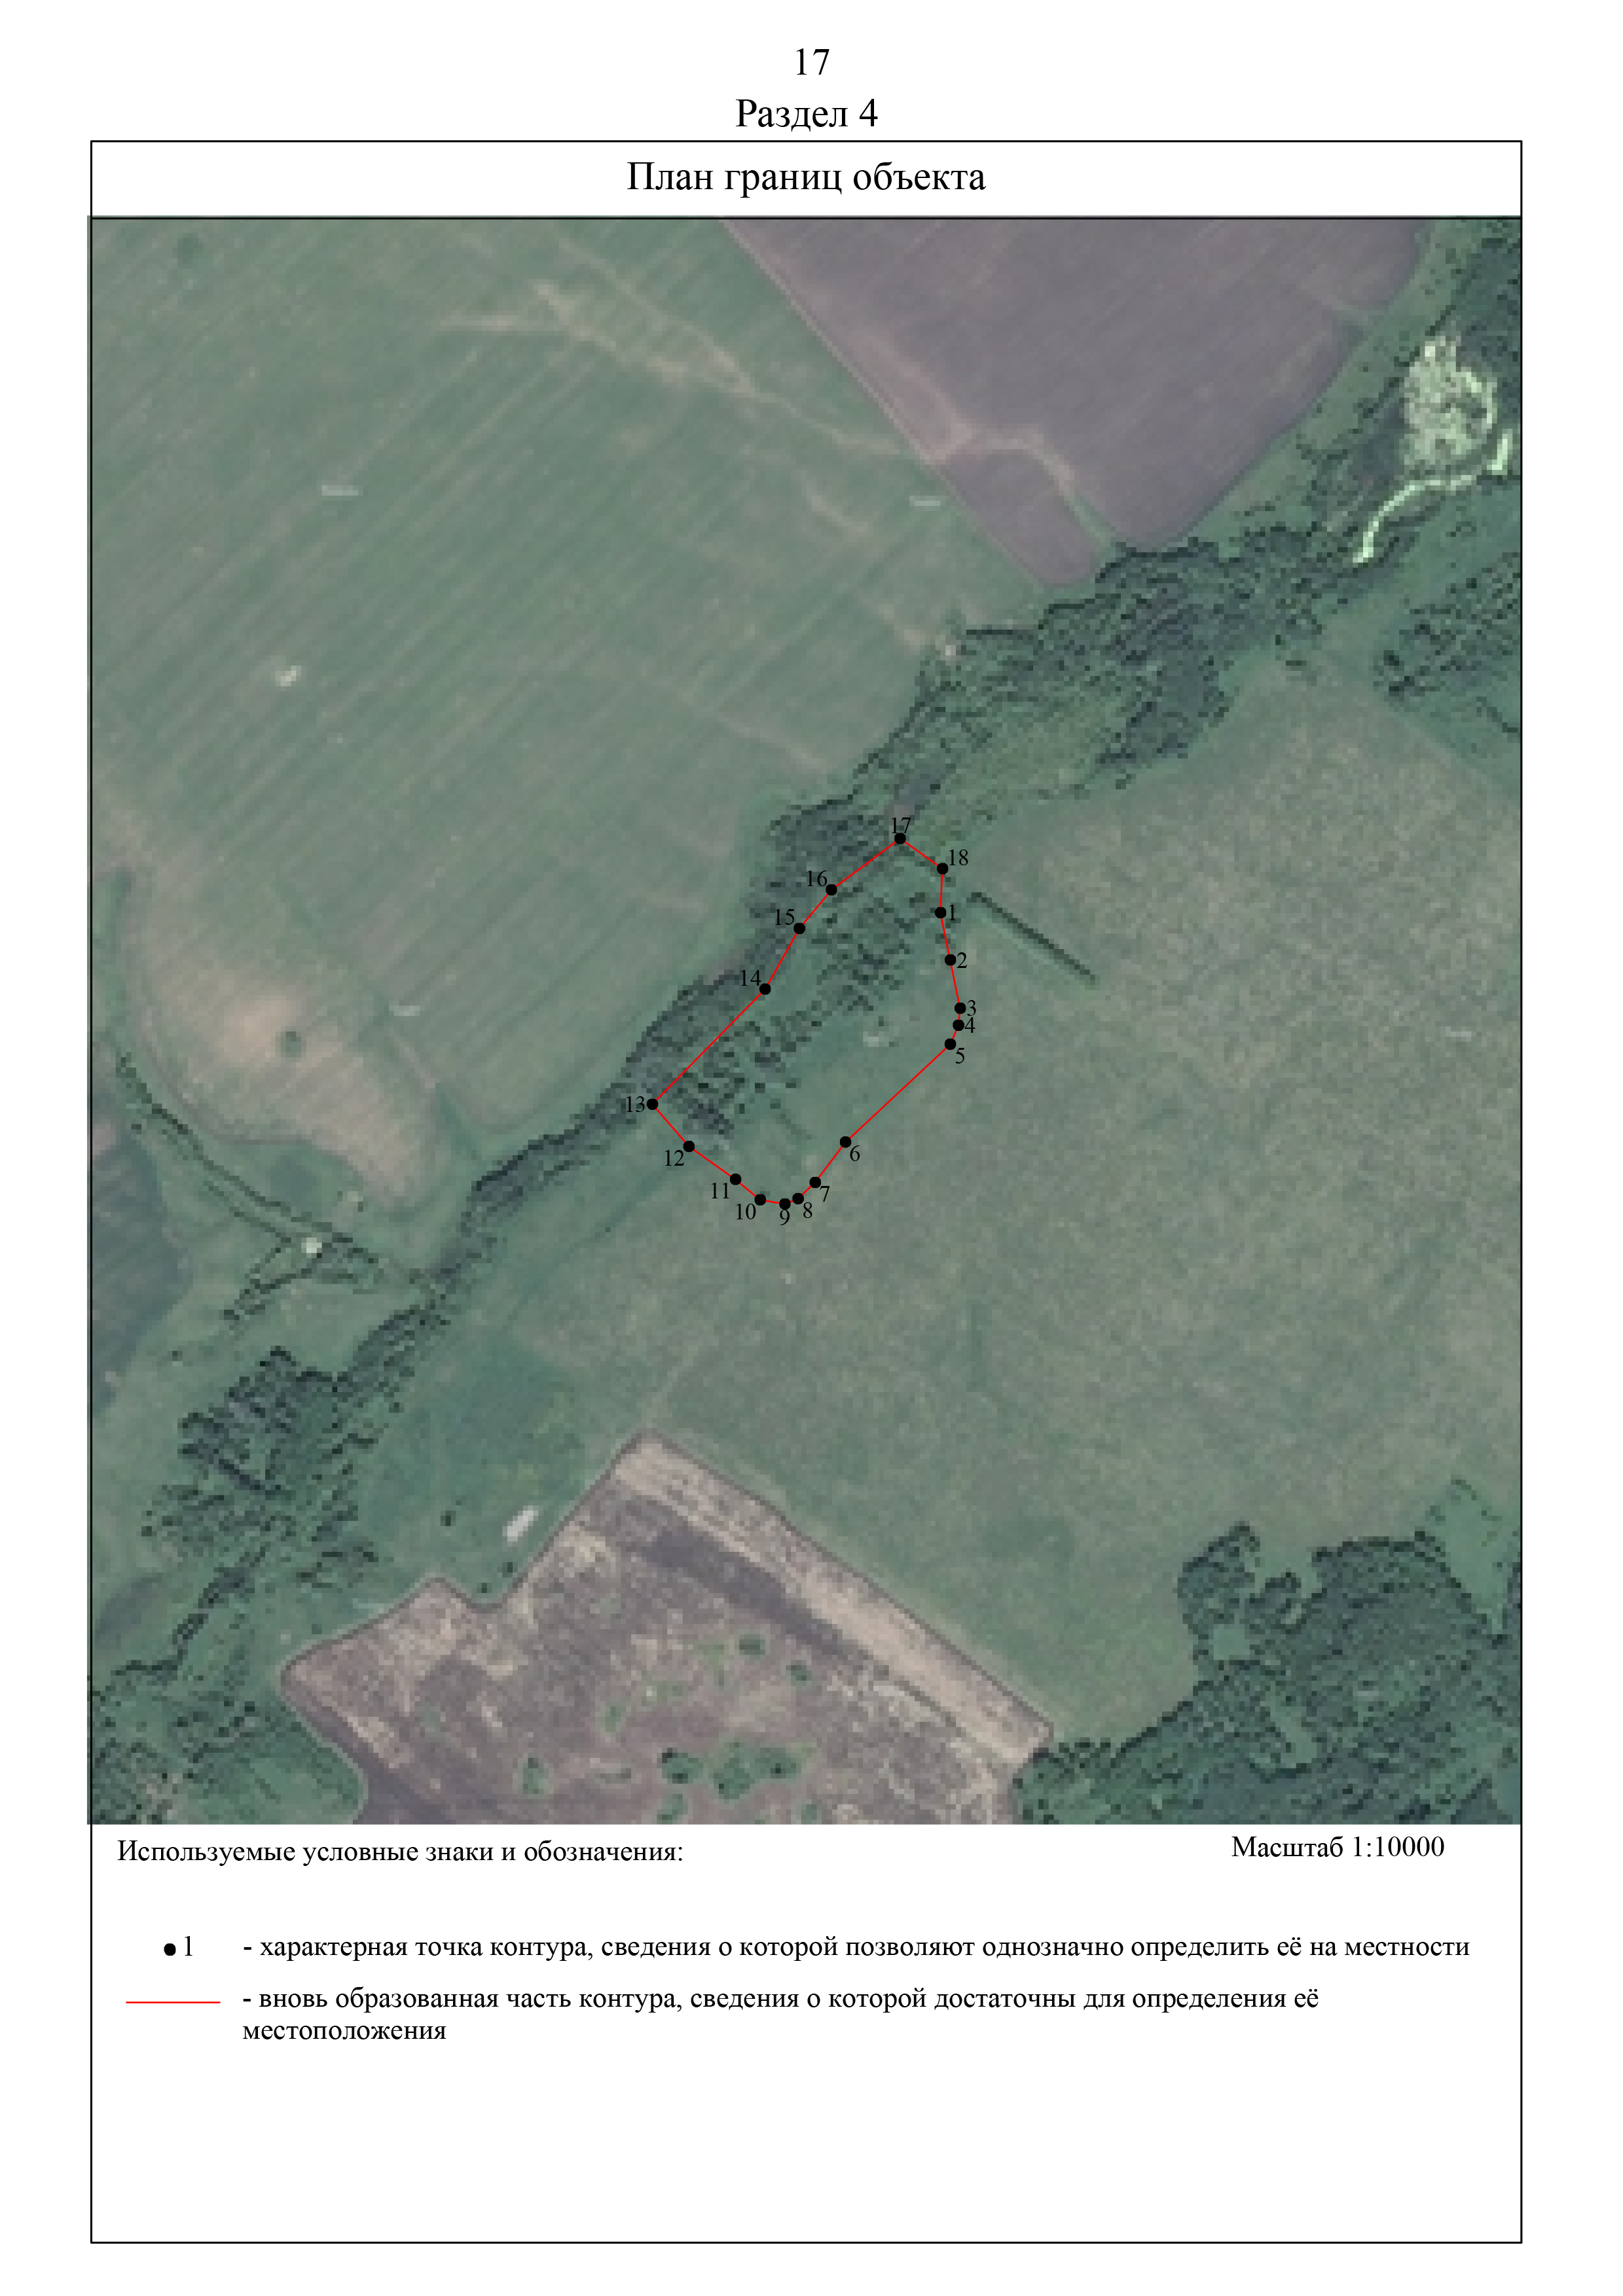 17
Раздел 4
План границ объекта
17
18
16
1
15
2
14
3
4
5
13
6
12
11
7
10
9
8
Используемые условные знаки и обозначения:
Масштаб 1:10000
1 - характерная точка контура, сведения о которой позволяют однозначно определить её на местности
- вновь образованная часть контура, сведения о которой достаточны для определения её
местоположения